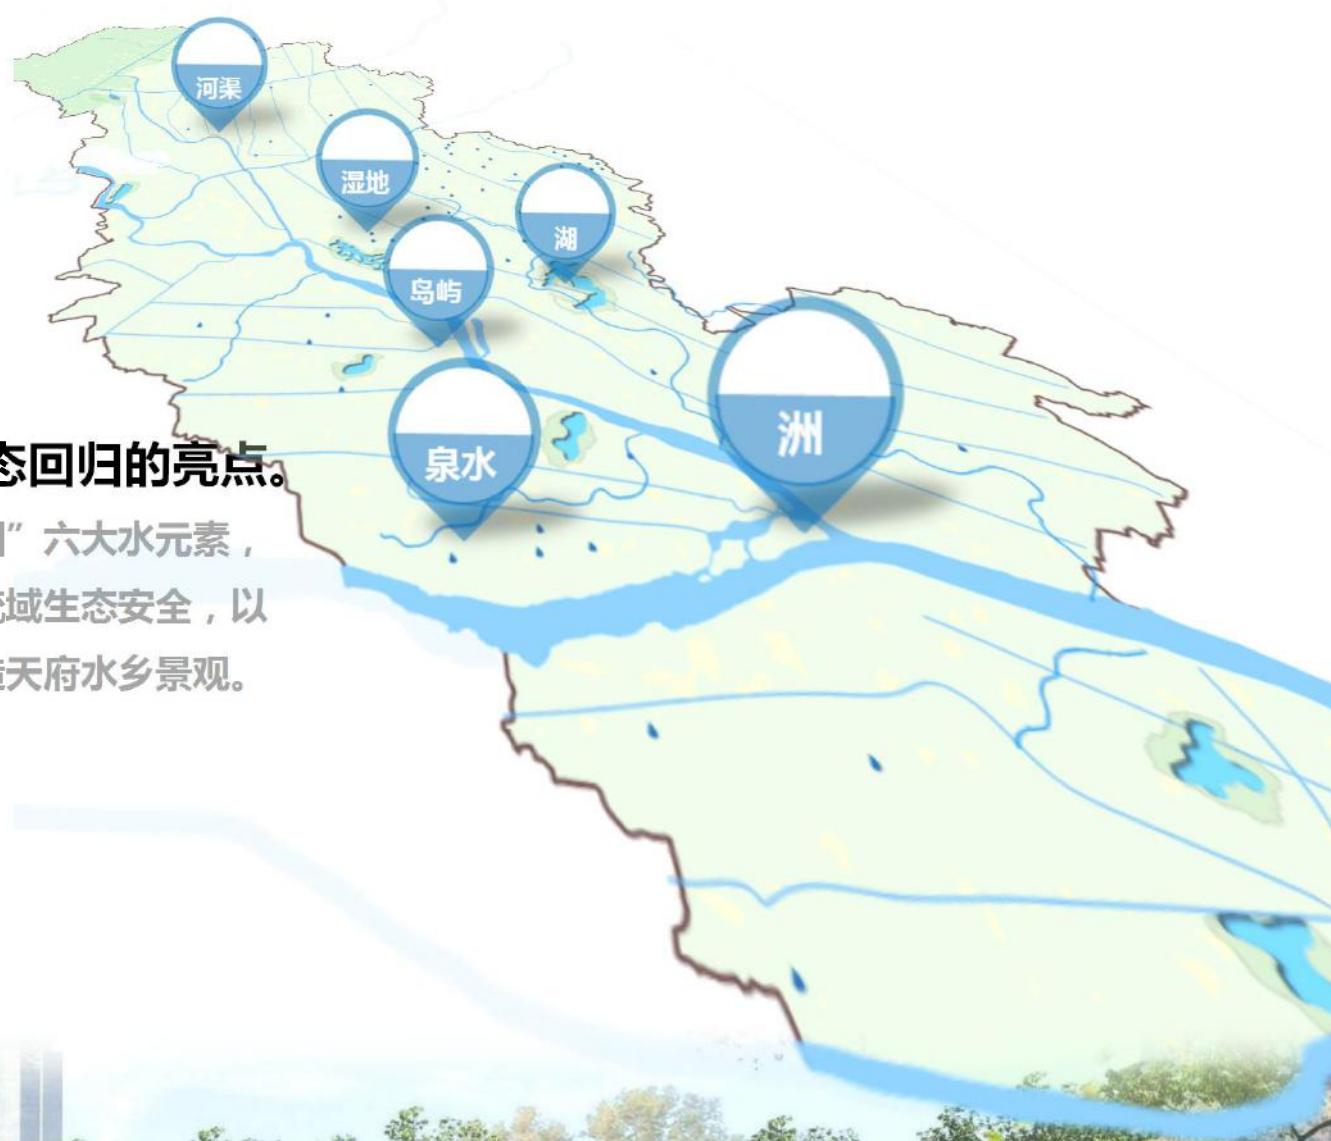 河渠
湿地
湖
岛屿
洲
泉水
态回归的亮点。
”六大水元素，
域生态安全，以
天府水乡景观。